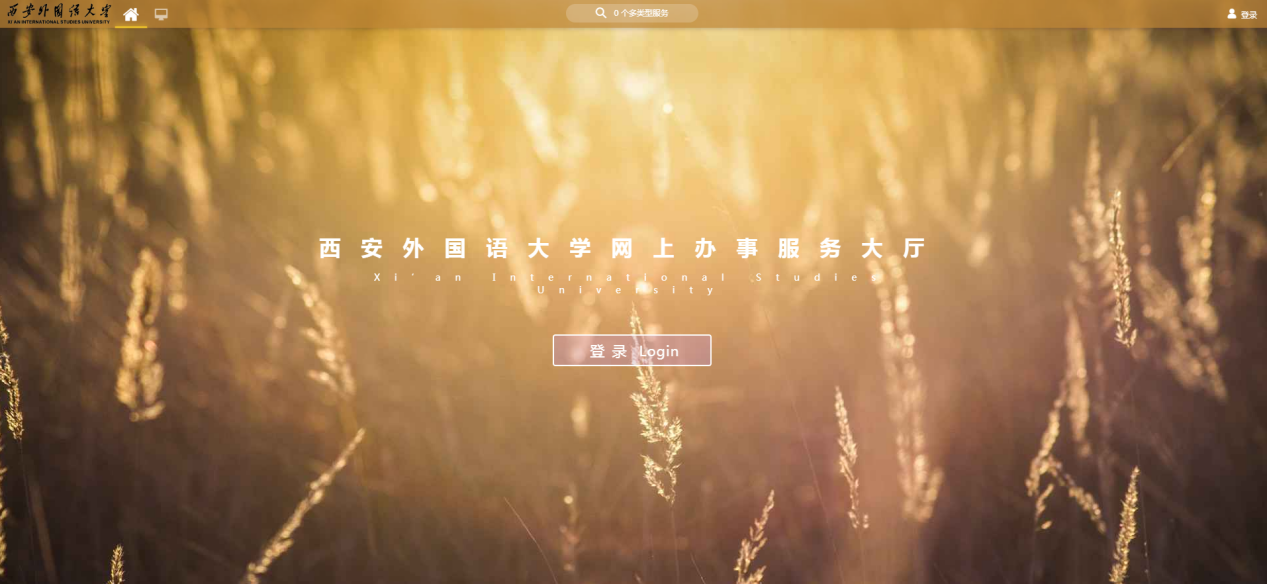 西安外国语大学
XI'AN INTERNATIONAL STUDIES UNIVERSITY
0 个多类型服务
登录
西安外国语大学网上办事服务大厅
Xi'an International Studies
University
登 录 Login